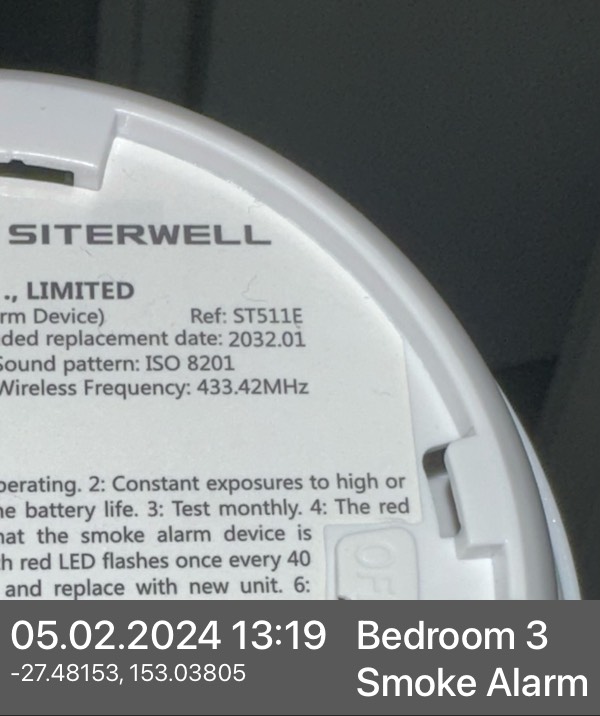 SITERWELL
., LIMITED
rm Device) Ref: ST511E
ded replacement date: 2032.01
Sound pattern: ISO 8201
Wireless Frequency: 433.42MHz
perating. 2: Constant exposures to high or
he battery life. 3: Test monthly. 4: The red
hat the smoke alarm device is
th red LED flashes once every 40
and replace with new unit. 6:
OF
05.02.2024 13:19 Bedroom 3
-27.48153, 153.03805 Smoke Alarm